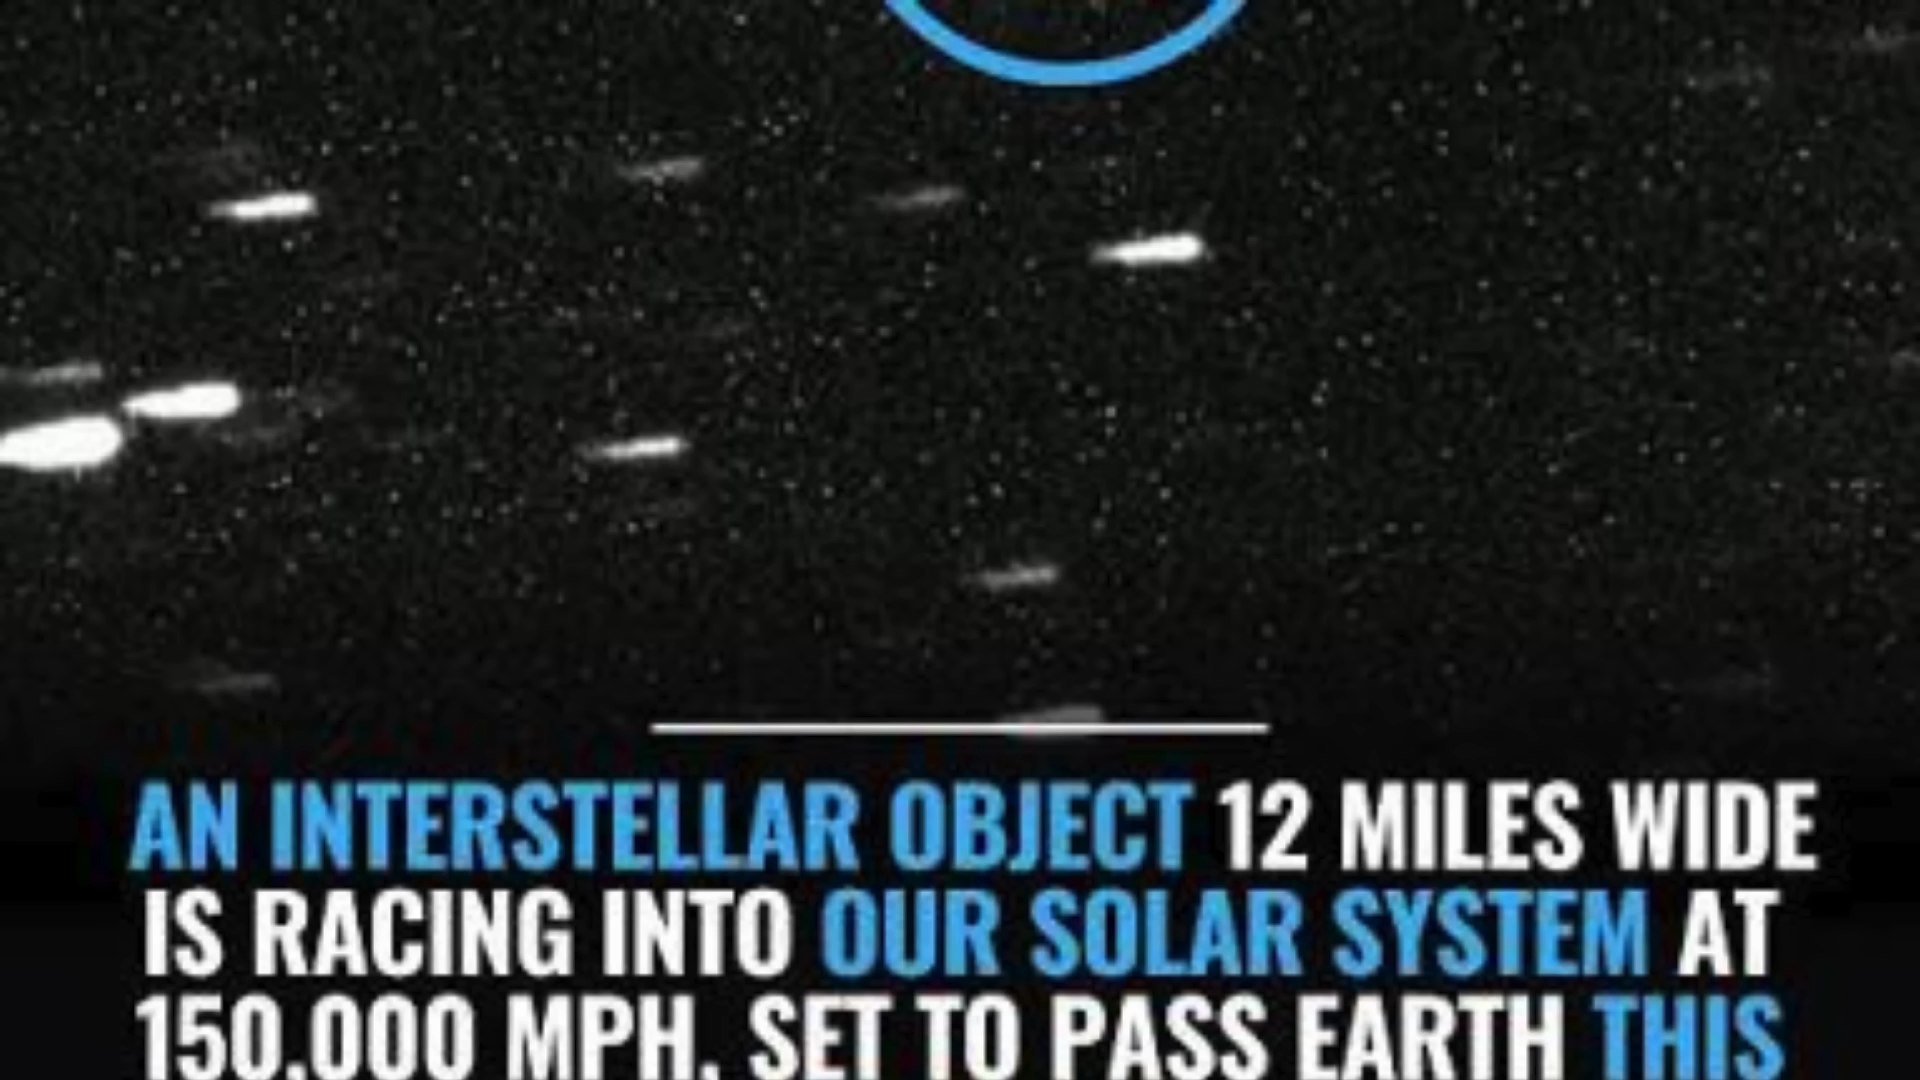 AN INTERSTELLAR OBJECT 12 MILES WIDE
IS RACING INTO OUR SOLAR SYSTEM AT
150,000 MPH, SET TO PASS EARTH THIS